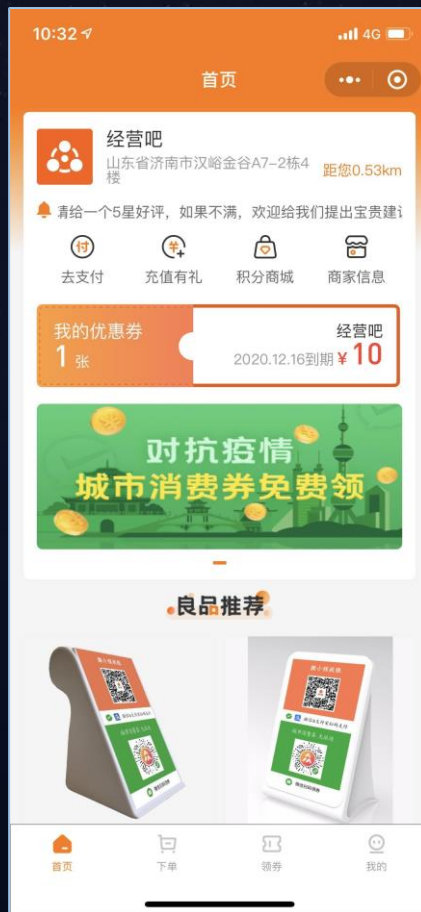 10:32
4G
首页
经营吧
山东省济南市汉峪金谷A7-2栋4
楼
距您0.53km
请给一个5星好评，如果不满，欢迎给我们提出宝贵建议
去支付
充值有礼
积分商城
商家信息
我的优惠券
1 张
经营吧
2020.12.16到期 ¥10
对抗疫情
城市消费券免费领
良品推荐
首页
下单
领券
我的